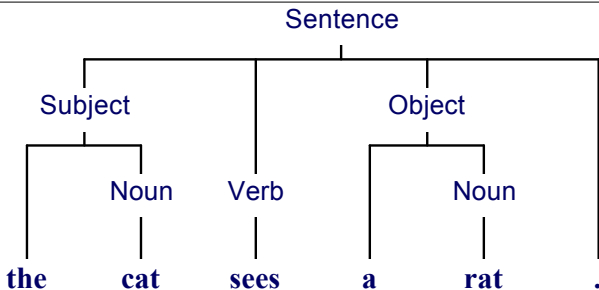 Sentence
Subject Object
Noun Verb Noun
the cat sees a rat .